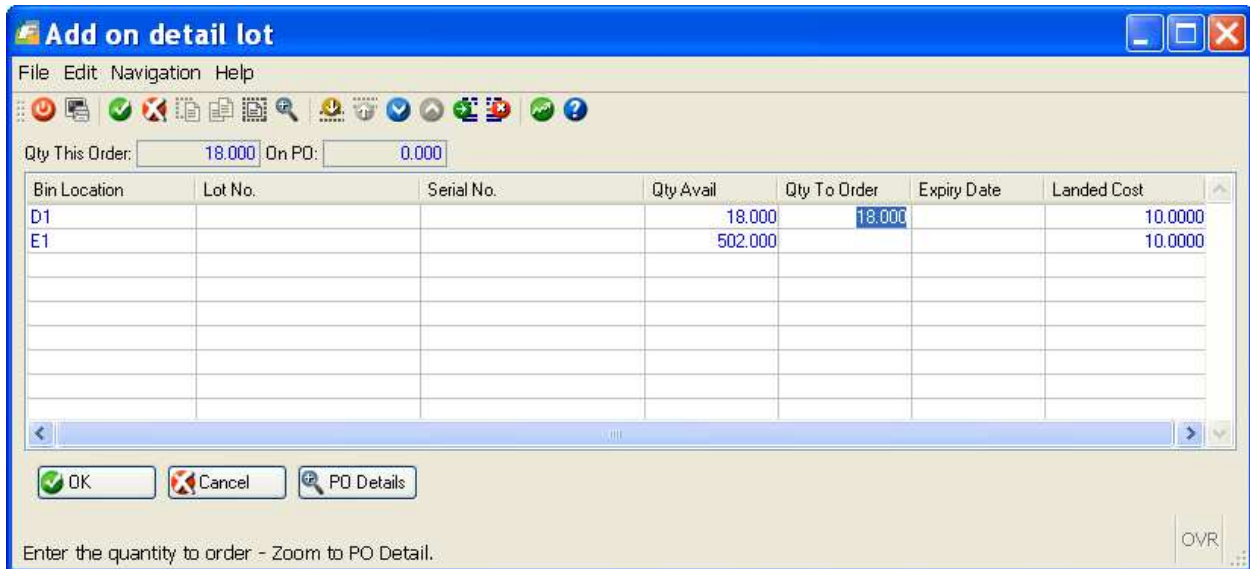 Add on detail lot
File Edit Navigation Help
Qty This Order: 18.000 On PO: 0.000
Bin Location Lot No. Serial No. Qty Avail Qty To Order Expiry Date Landed Cost
D1 18.000 18.000 10.0000
E1 502.000 10.0000
OK Cancel PO Details
Enter the quantity to order - Zoom to PO Detail. OVR